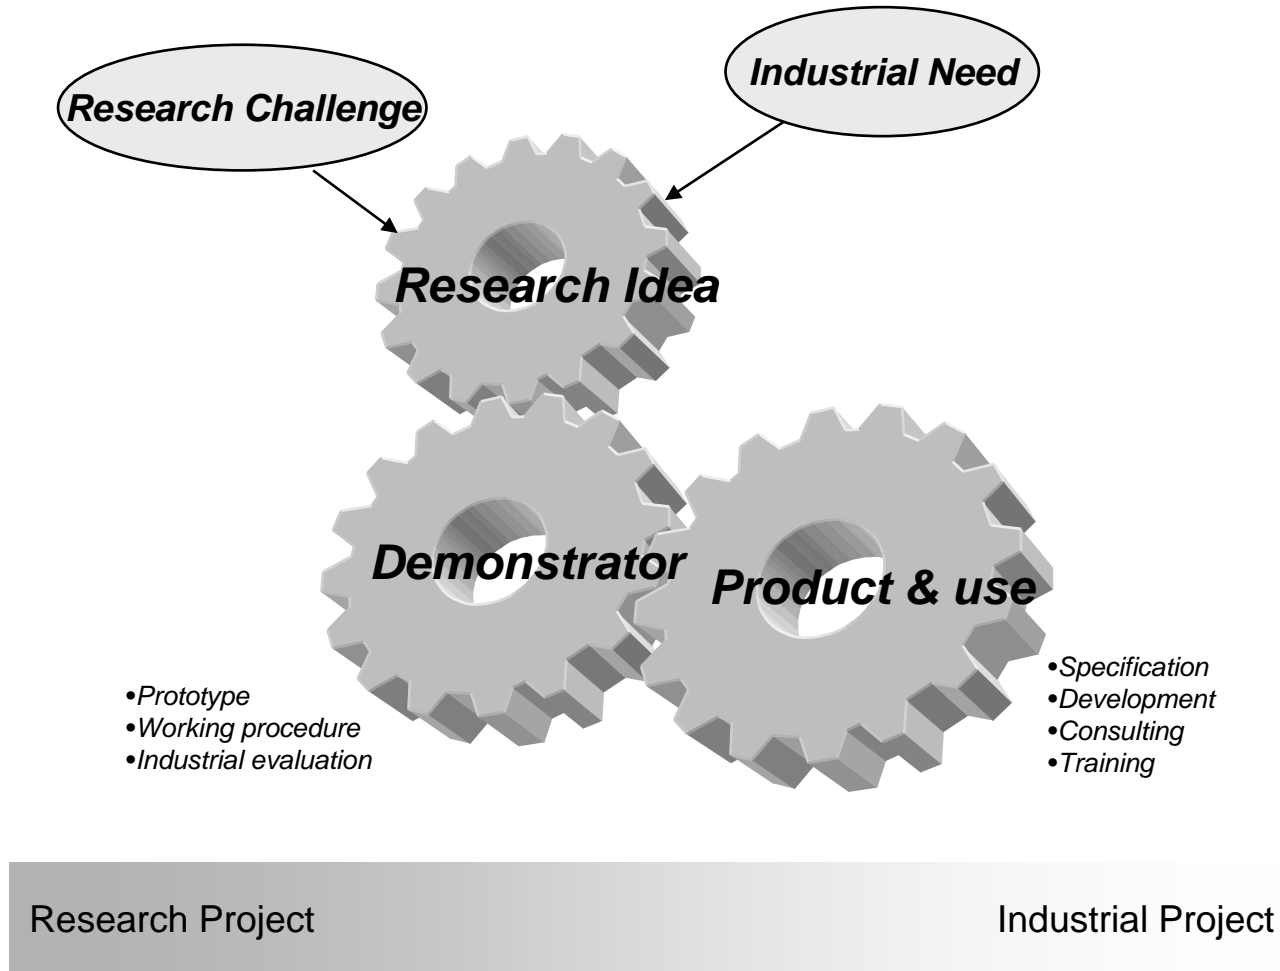 Industrial Need
Research Challenge
Research Idea
Demonstrator
Product & use
•Prototype
•Working procedure
•Industrial evaluation
•Specification
•Development
•Consulting
•Training
Research Project
Industrial Project